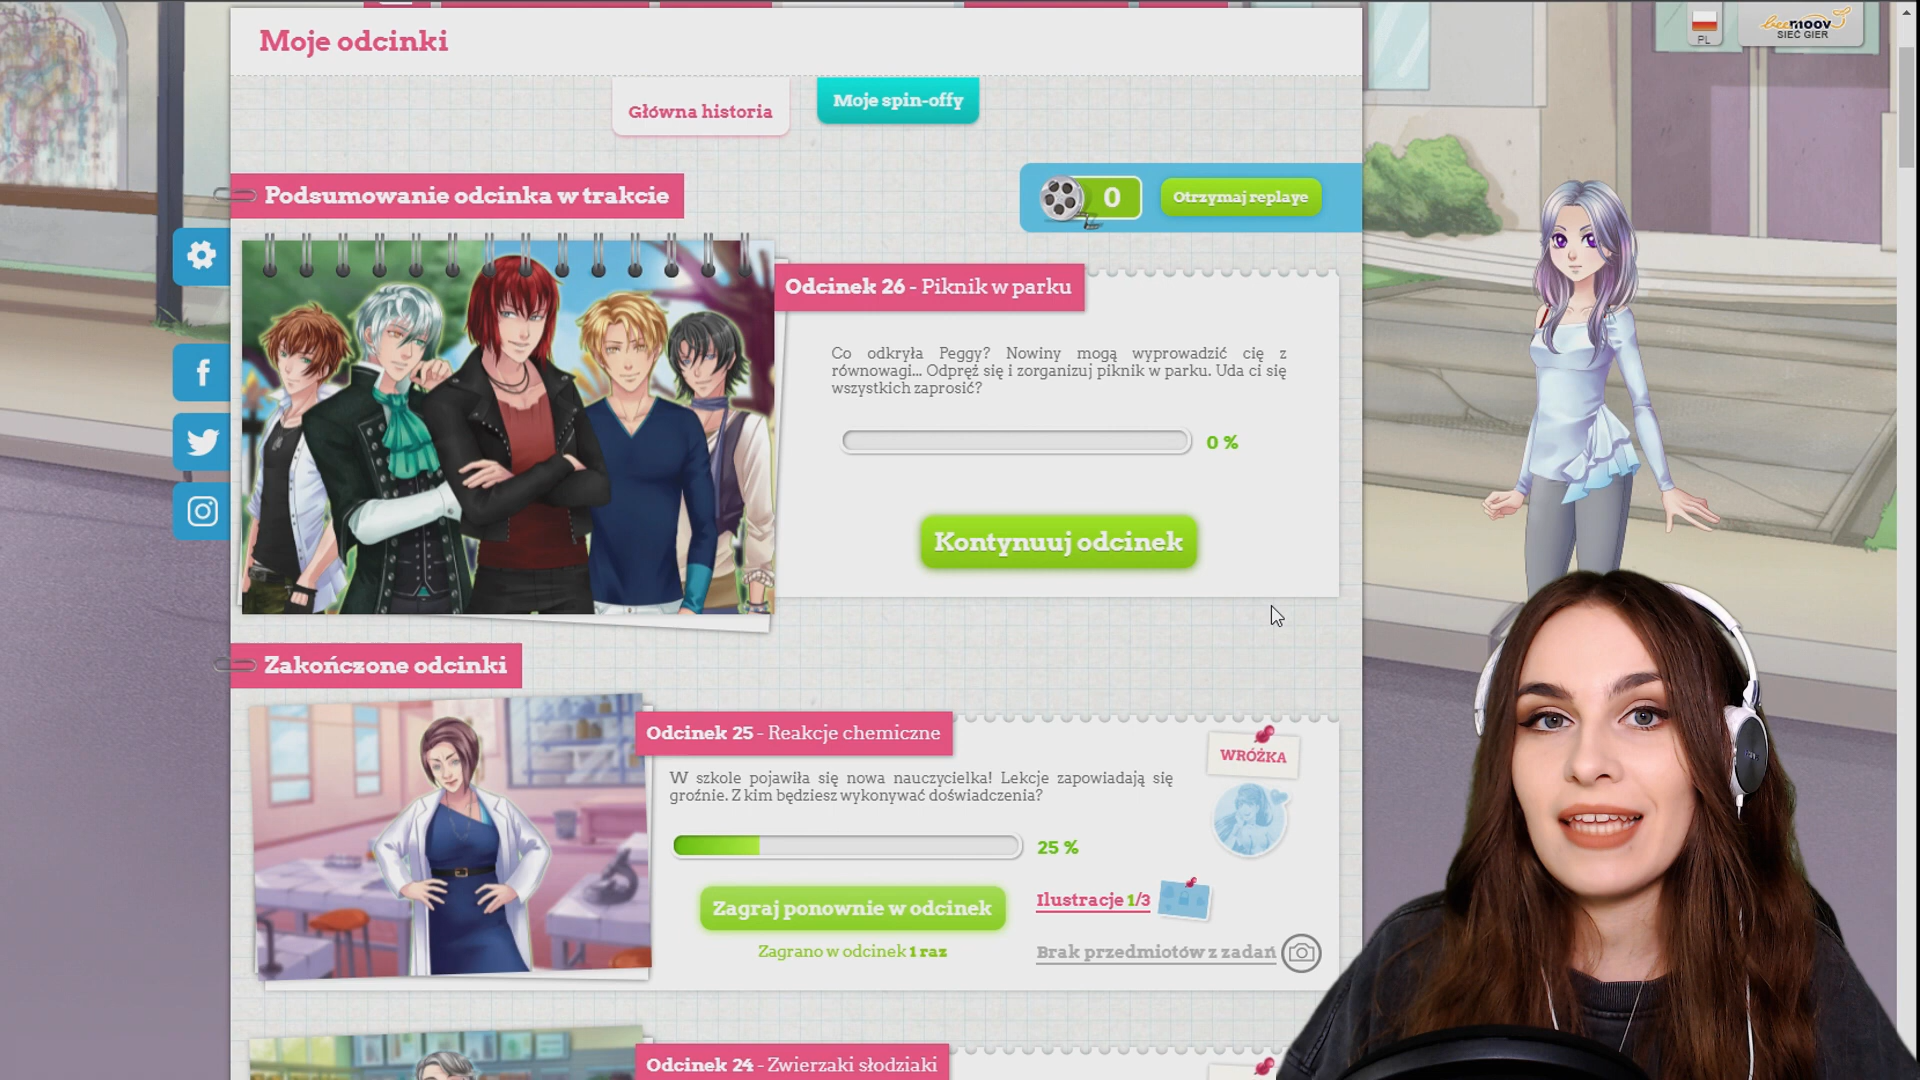 Moje odcinki
PL
beemoov
SIEĆ GIER
Główna historia
Moje spin-offy
Podsumowanie odcinka w trakcie
0
Otrzymaj replaye
Odcinek 26 - Piknik w parku
Co odkryła Peggy? Nowiny mogą wyprowadzić cię z
równowagi... Odpręż się i zorganizuj piknik w parku. Uda ci się
wszystkich zaprosić?
0 %
Kontynuuj odcinek
Zakończone odcinki
Odcinek 25 - Reakcje chemiczne
WRÓŻKA
W szkole pojawiła się nowa nauczycielka! Lekcje zapowiadają się
groźnie. Z kim będziesz wykonywać doświadczenia?
25 %
Zagraj ponownie w odcinek
Ilustracje 1/3
Zagrano w odcinek 1 raz
Brak przedmiotów z zadań
Odcinek 24 - Zwierzaki słodziaki